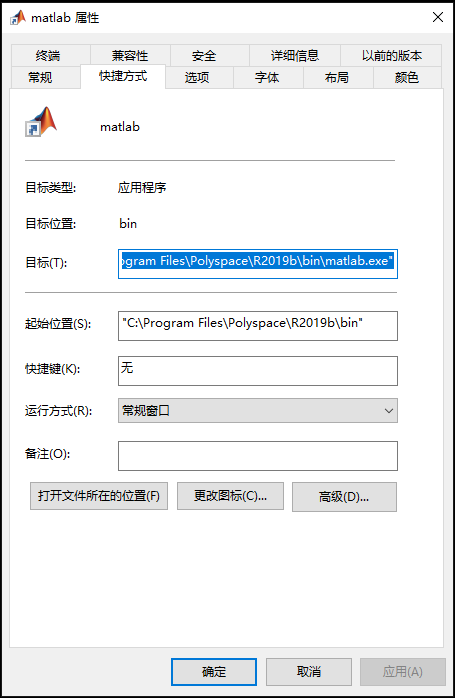 matlab 属性
终端 兼容性 安全 详细信息 以前的版本
常规 快捷方式 选项 字体 布局 颜色
matlab
目标类型: 应用程序
目标位置: bin
目标(T): ogram Files\Polyspace\R2019b\bin\matlab.exe"
起始位置(S): "C:\Program Files\Polyspace\R2019b\bin"
快捷键(K): 无
运行方式(R): 常规窗口
备注(O):
打开文件所在的位置(F) 更改图标(C)... 高级(D)...
确定 取消 应用(A)